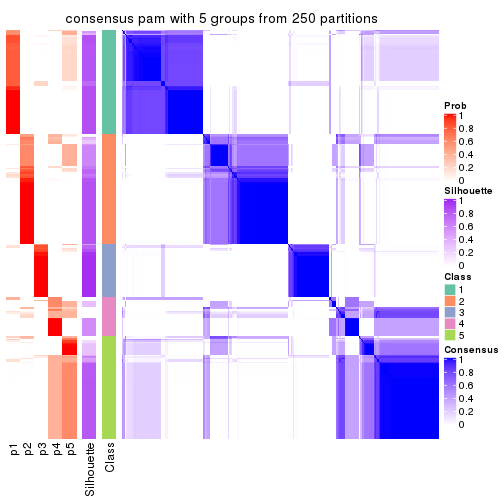 consensus pam with 5 groups from 250 partitions
Prob
1
0.8
0.6
0.4
0.2
0
Silhouette
1
0.8
0.6
0.4
0.2
0
Class
1
2
3
4
5
Consensus
1
0.8
0.6
0.4
0.2
0
p1
p2
p3
p4
p5
Silhouette
Class